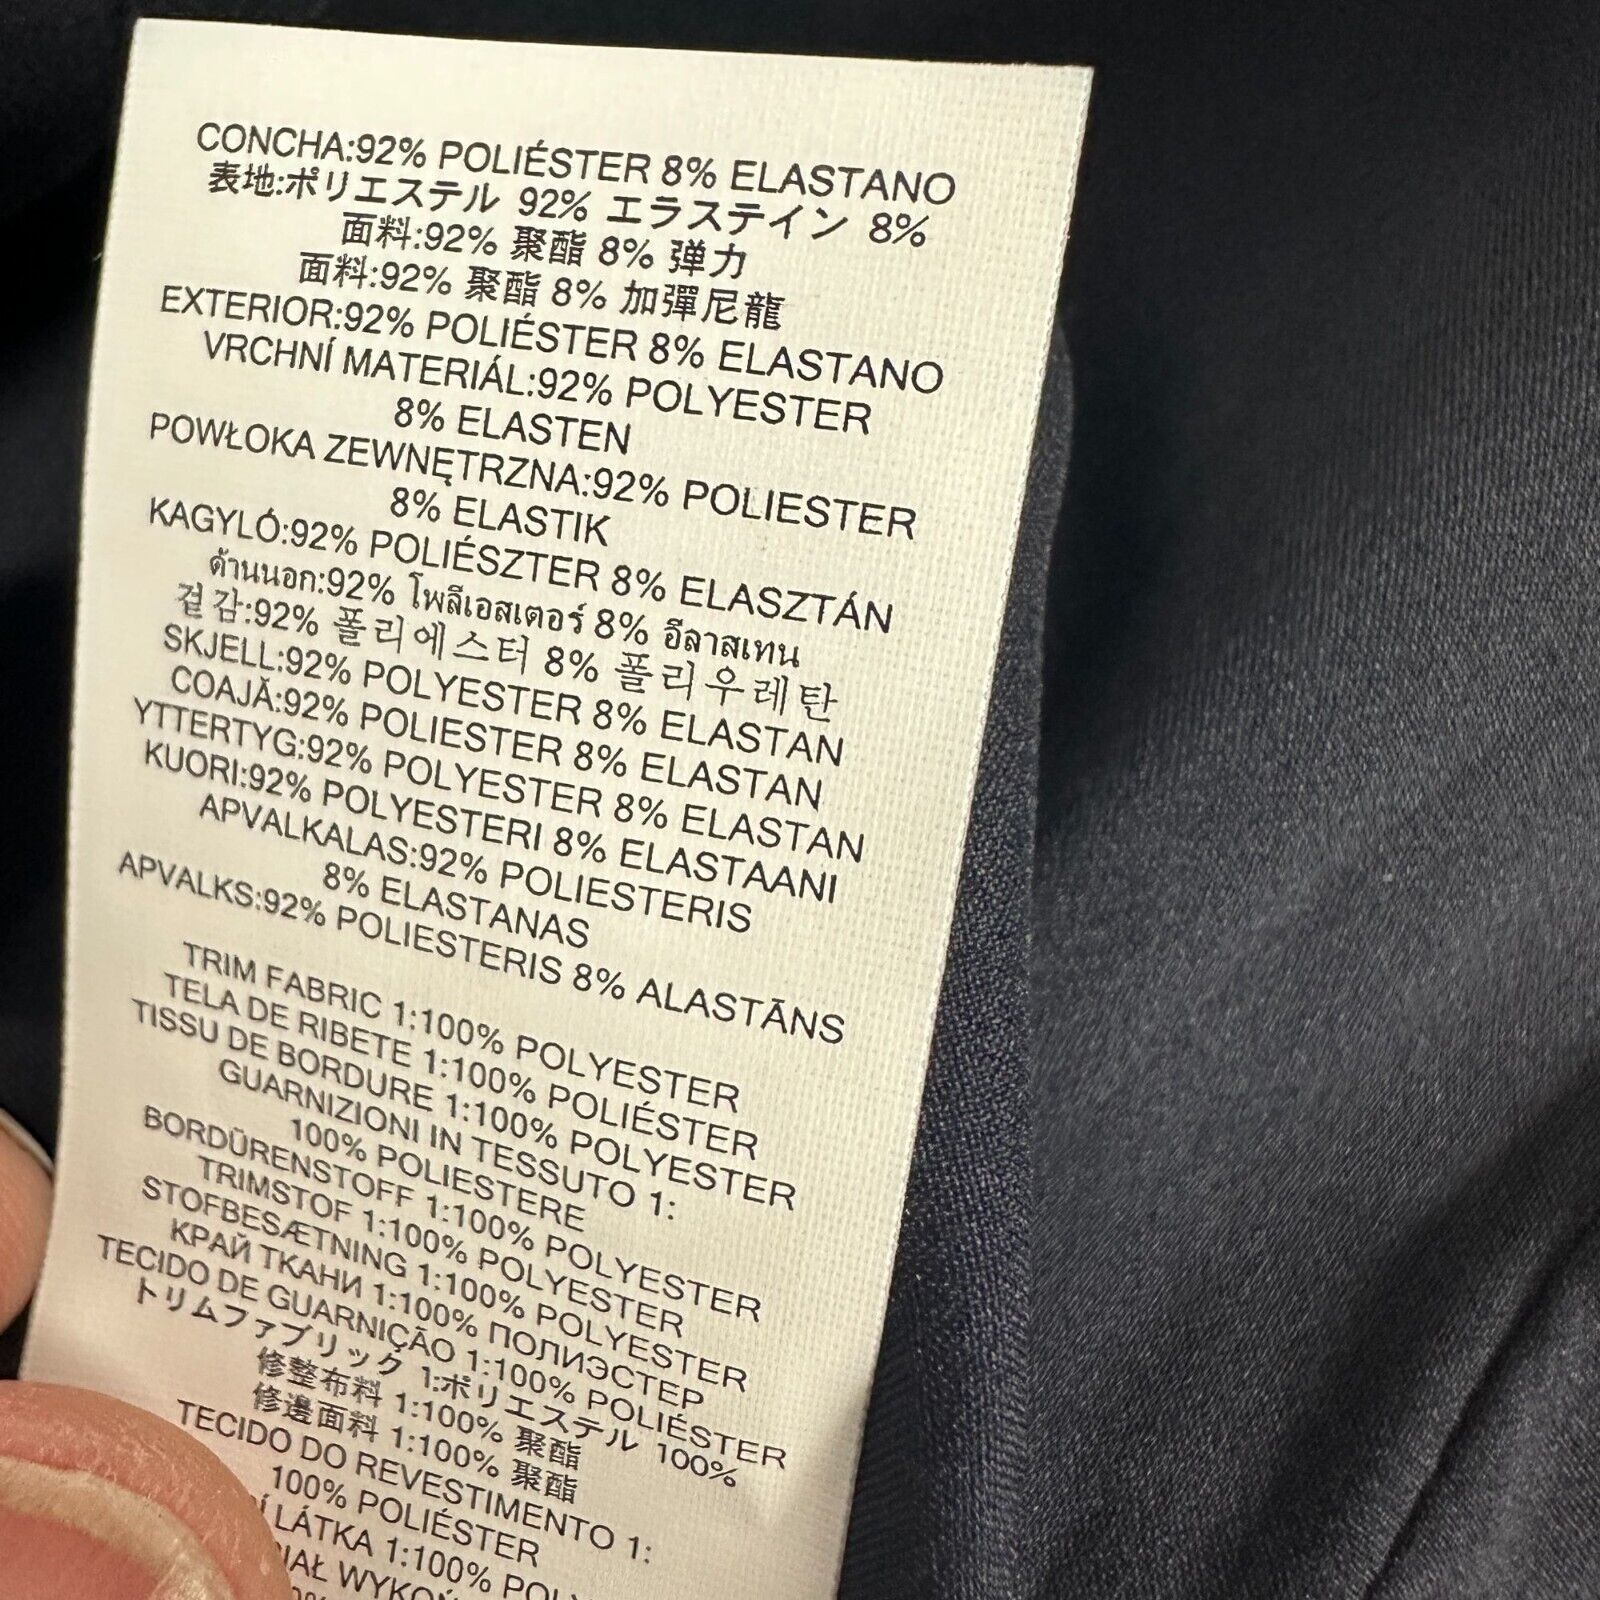 CONCHA:92% POLIÉSTER 8% ELASTANO
表地:ポリエステル 92% エラステイン 8%
面料:92% 聚酯 8% 弹力
面料:92% 聚酯 8% 加彈尼龍
EXTERIOR:92% POLIÉSTER 8% ELASTANO
VRCHNÍ MATERIÁL:92% POLYESTER
8% ELASTEN
POWŁOKA ZEWNĘTRZNA:92% POLIESTER
8% ELASTIK
KAGYLÓ:92% POLIÉSZTER 8% ELASZTÁN
ด้านนอก:92% โพลีเอสเตอร์ 8% อีลาสเทน
겉감:92% 폴리에스터 8% 폴리우레탄
SKJELL:92% POLYESTER 8% ELASTAN
COAJĂ:92% POLIESTER 8% ELASTAN
YTTERTYG:92% POLYESTER 8% ELASTAN
KUORI:92% POLYESTERI 8% ELASTAANI
APVALKALAS:92% POLIESTERIS
8% ELASTANAS
APVALKS:92% POLIESTERIS 8% ALASTĀNS
TRIM FABRIC 1:100% POLYESTER
TELA DE RIBETE 1:100% POLIÉSTER
TISSU DE BORDURE 1:100% POLYESTER
GUARNIZIONI IN TESSUTO 1:
100% POLIESTERE
BORDÜRENSTOFF 1:100% POLYESTER
TRIMSTOF 1:100% POLYESTER
STOFBESÆTNING 1:100% POLYESTER
КРАЙ ТКАНИ 1:100% ПОЛИЭСТЕР
TECIDO DE GUARNIÇÃO 1:100% POLIÉSTER
トリムファブリック 1:ポリエステル 100%
修整布料 1:100% 聚酯
修邊面料 1:100% 聚酯
TECIDO DO REVESTIMENTO 1:
100% POLIÉSTER
LÁTKA 1:100%